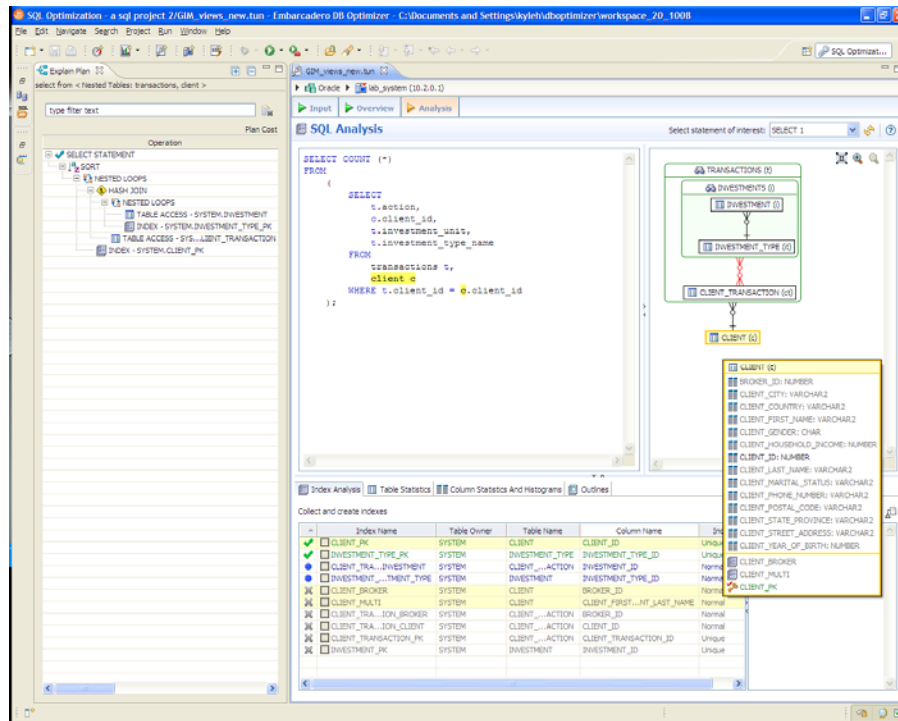 SQL Optimization - a sql project 2/GIM_views_new.tun - Embarcadero DB Optimizer - C:\Documents and Settings\kyleh\dboptimizer\workspace_20_1008
File Edit Navigate Search Project Run Window Help
SQL Optimizat...
Explain Plan
select from < Nested Tables: transactions, client >
type filter text
Plan Cost
Operation
SELECT STATEMENT
SORT
NESTED LOOPS
HASH JOIN
NESTED LOOPS
TABLE ACCESS - SYSTEM.INVESTMENT
INDEX - SYSTEM.INVESTMENT_TYPE_PK
TABLE ACCESS - SYS...LIENT_TRANSACTION
INDEX - SYSTEM.CLIENT_PK
GIM_views_new.tun
Oracle lab_system (10.2.0.1)
Input Overview Analysis
SQL Analysis
Select statement of interest: SELECT 1
SELECT COUNT (*)
FROM
(
SELECT
t.action,
c.client_id,
t.investment_unit,
t.investment_type_name
FROM
transactions t,
client c
WHERE t.client_id = c.client_id
);
TRANSACTIONS (t)
INVESTMENTS (i)
INVESTMENT (i)
INVESTMENT_TYPE (it)
CLIENT_TRANSACTION (ct)
CLIENT (c)
CLIENT (c)
BROKER_ID: NUMBER
CLIENT_CITY: VARCHAR2
CLIENT_COUNTRY: VARCHAR2
CLIENT_FIRST_NAME: VARCHAR2
CLIENT_GENDER: CHAR
CLIENT_HOUSEHOLD_INCOME: NUMBER
CLIENT_ID: NUMBER
CLIENT_LAST_NAME: VARCHAR2
CLIENT_MARITAL_STATUS: VARCHAR2
CLIENT_PHONE_NUMBER: VARCHAR2
CLIENT_POSTAL_CODE: VARCHAR2
CLIENT_STATE_PROVINCE: VARCHAR2
CLIENT_STREET_ADDRESS: VARCHAR2
CLIENT_YEAR_OF_BIRTH: NUMBER
CLIENT_BROKER
CLIENT_MULTI
CLIENT_PK
Index Analysis Table Statistics Column Statistics And Histograms Outlines
Collect and create indexes
Index Name Table Owner Table Name Column Name Ind
CLIENT_PK SYSTEM CLIENT CLIENT_ID Unique
INVESTMENT_TYPE_PK SYSTEM INVESTMENT_TYPE INVESTMENT_TYPE_ID Unique
CLIENT_TRA...INVESTMENT SYSTEM CLIENT_...ACTION INVESTMENT_ID Normal
INVESTMENT_...TMENT_TYPE SYSTEM INVESTMENT INVESTMENT_TYPE_ID Normal
CLIENT_BROKER SYSTEM CLIENT BROKER_ID Normal
CLIENT_MULTI SYSTEM CLIENT CLIENT_FIRST...NT_LAST_NAME Normal
CLIENT_TRA...ION_BROKER SYSTEM CLIENT_...ACTION BROKER_ID Normal
CLIENT_TRA...ION_CLIENT SYSTEM CLIENT_...ACTION CLIENT_ID Normal
CLIENT_TRANSACTION_PK SYSTEM CLIENT_...ACTION CLIENT_TRANSACTION_ID Unique
INVESTMENT_PK SYSTEM INVESTMENT INVESTMENT_ID Unique